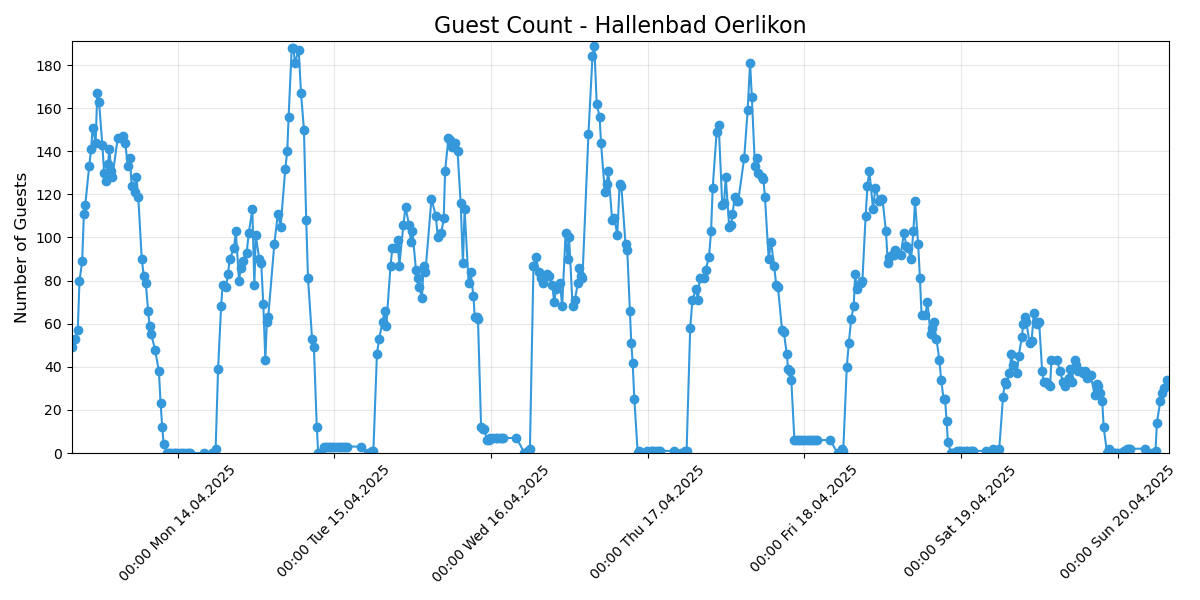 Guest Count - Hallenbad Oerlikon
Number of Guests
180
160
140
120
100
80
60
40
20
0
00:00 Mon 14.04.2025
00:00 Tue 15.04.2025
00:00 Wed 16.04.2025
00:00 Thu 17.04.2025
00:00 Fri 18.04.2025
00:00 Sat 19.04.2025
00:00 Sun 20.04.2025